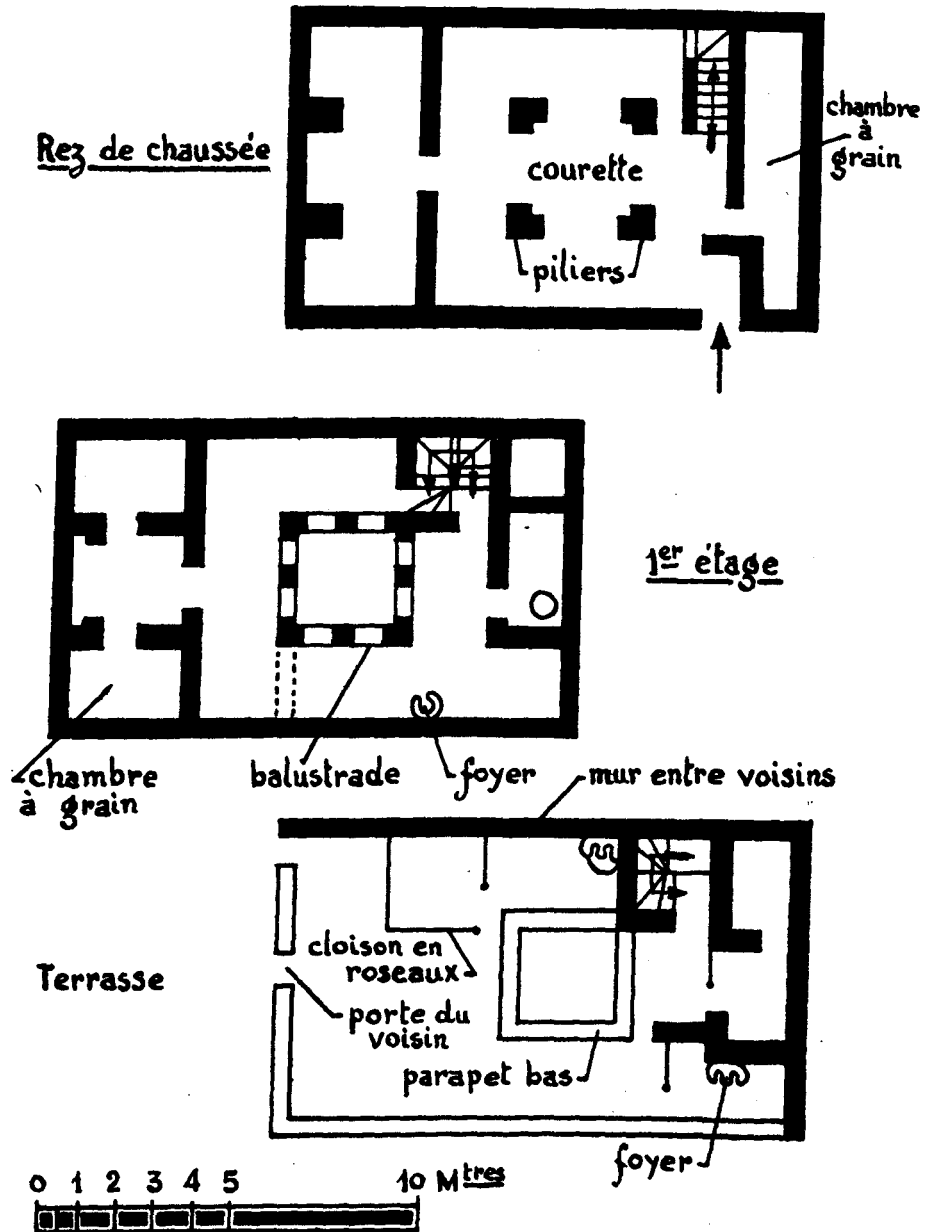 Rez de chaussée
chambre
à
grain
courette
piliers
1er étage
chambre
à grain
balustrade
foyer
mur entre voisins
cloison en
roseaux
Terrasse
porte du
voisin
parapet bas
foyer
0 1 2 3 4 5 10 Mtres